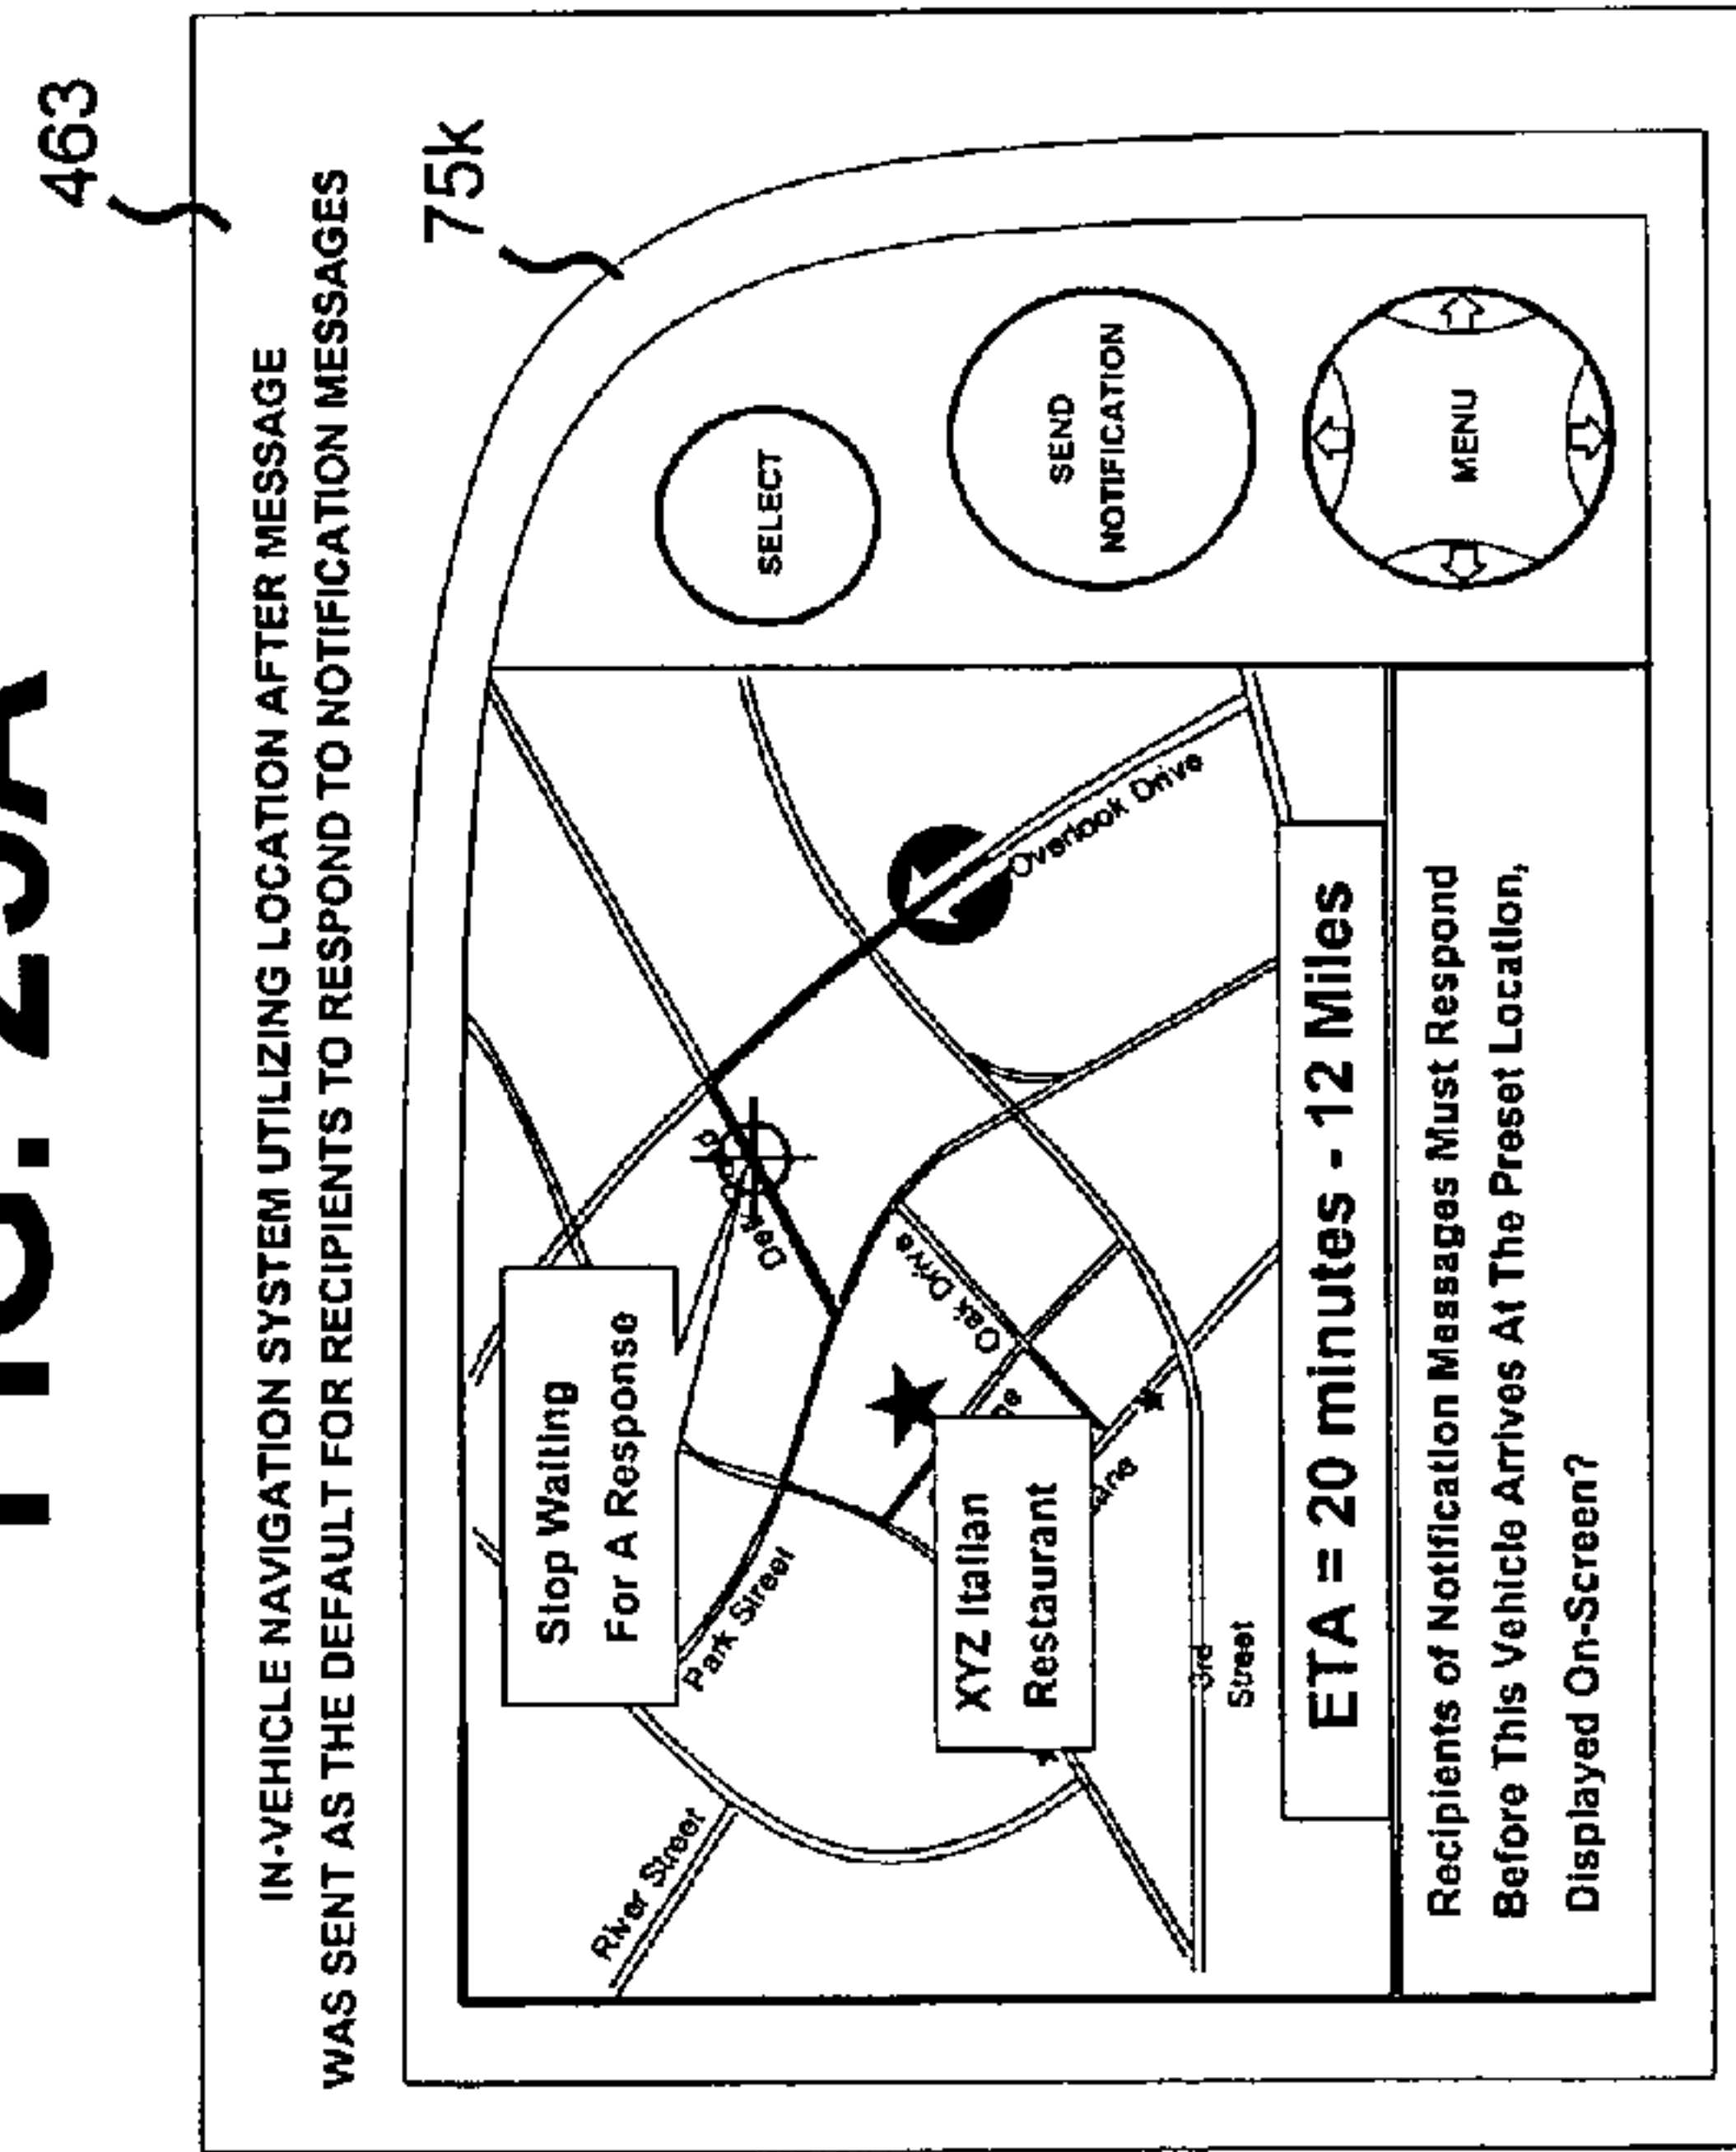 463
IN-VEHICLE NAVIGATION SYSTEM UTILIZING LOCATION AFTER MESSAGE
WAS SENT AS THE DEFAULT FOR RECIPIENTS TO RESPOND TO NOTIFICATION MESSAGES
75k
River Street
Stop Waiting
For A Response
Park Street
Oak Drive
Overlook Drive
XYZ Italian
Restaurant
3rd
Street
ETA = 20 minutes - 12 Miles
Recipients of Notification Messages Must Respond
Before This Vehicle Arrives At The Preset Location,
Displayed On-Screen?
SELECT
SEND
NOTIFICATION
MENU